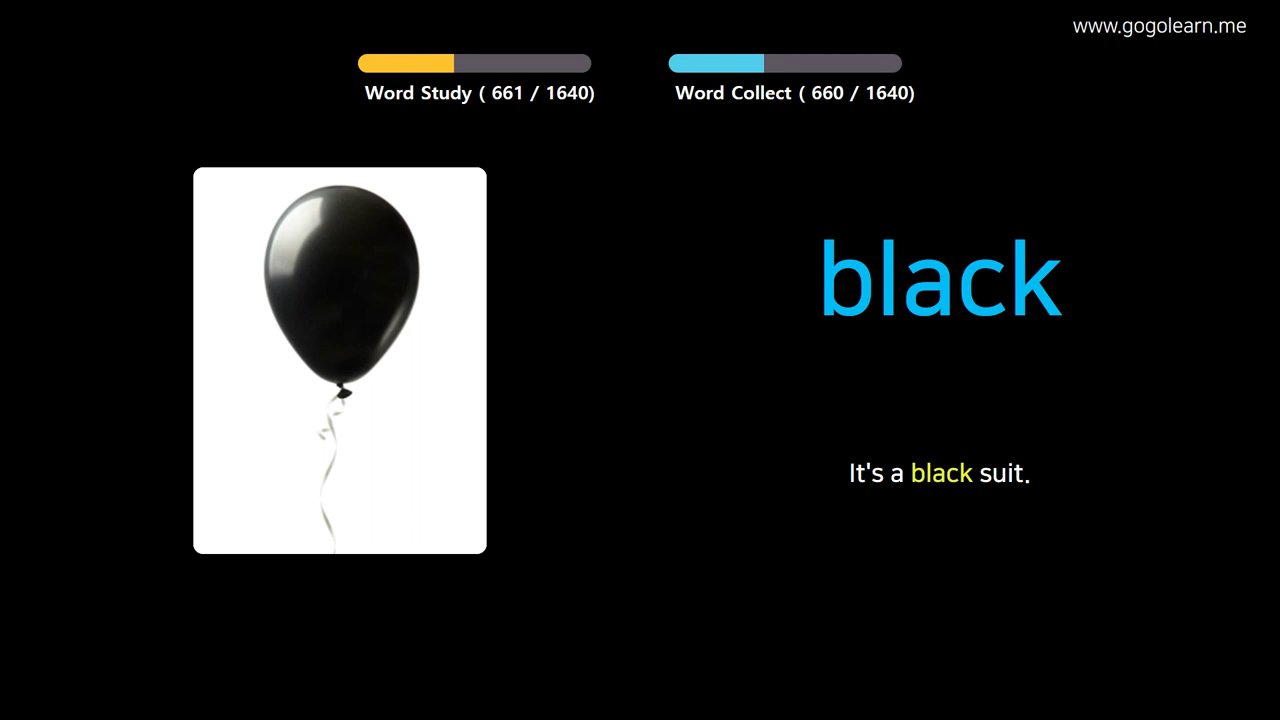 www.gogolearn.me
Word Study ( 661 / 1640)
Word Collect ( 660 / 1640)
black
It's a black suit.